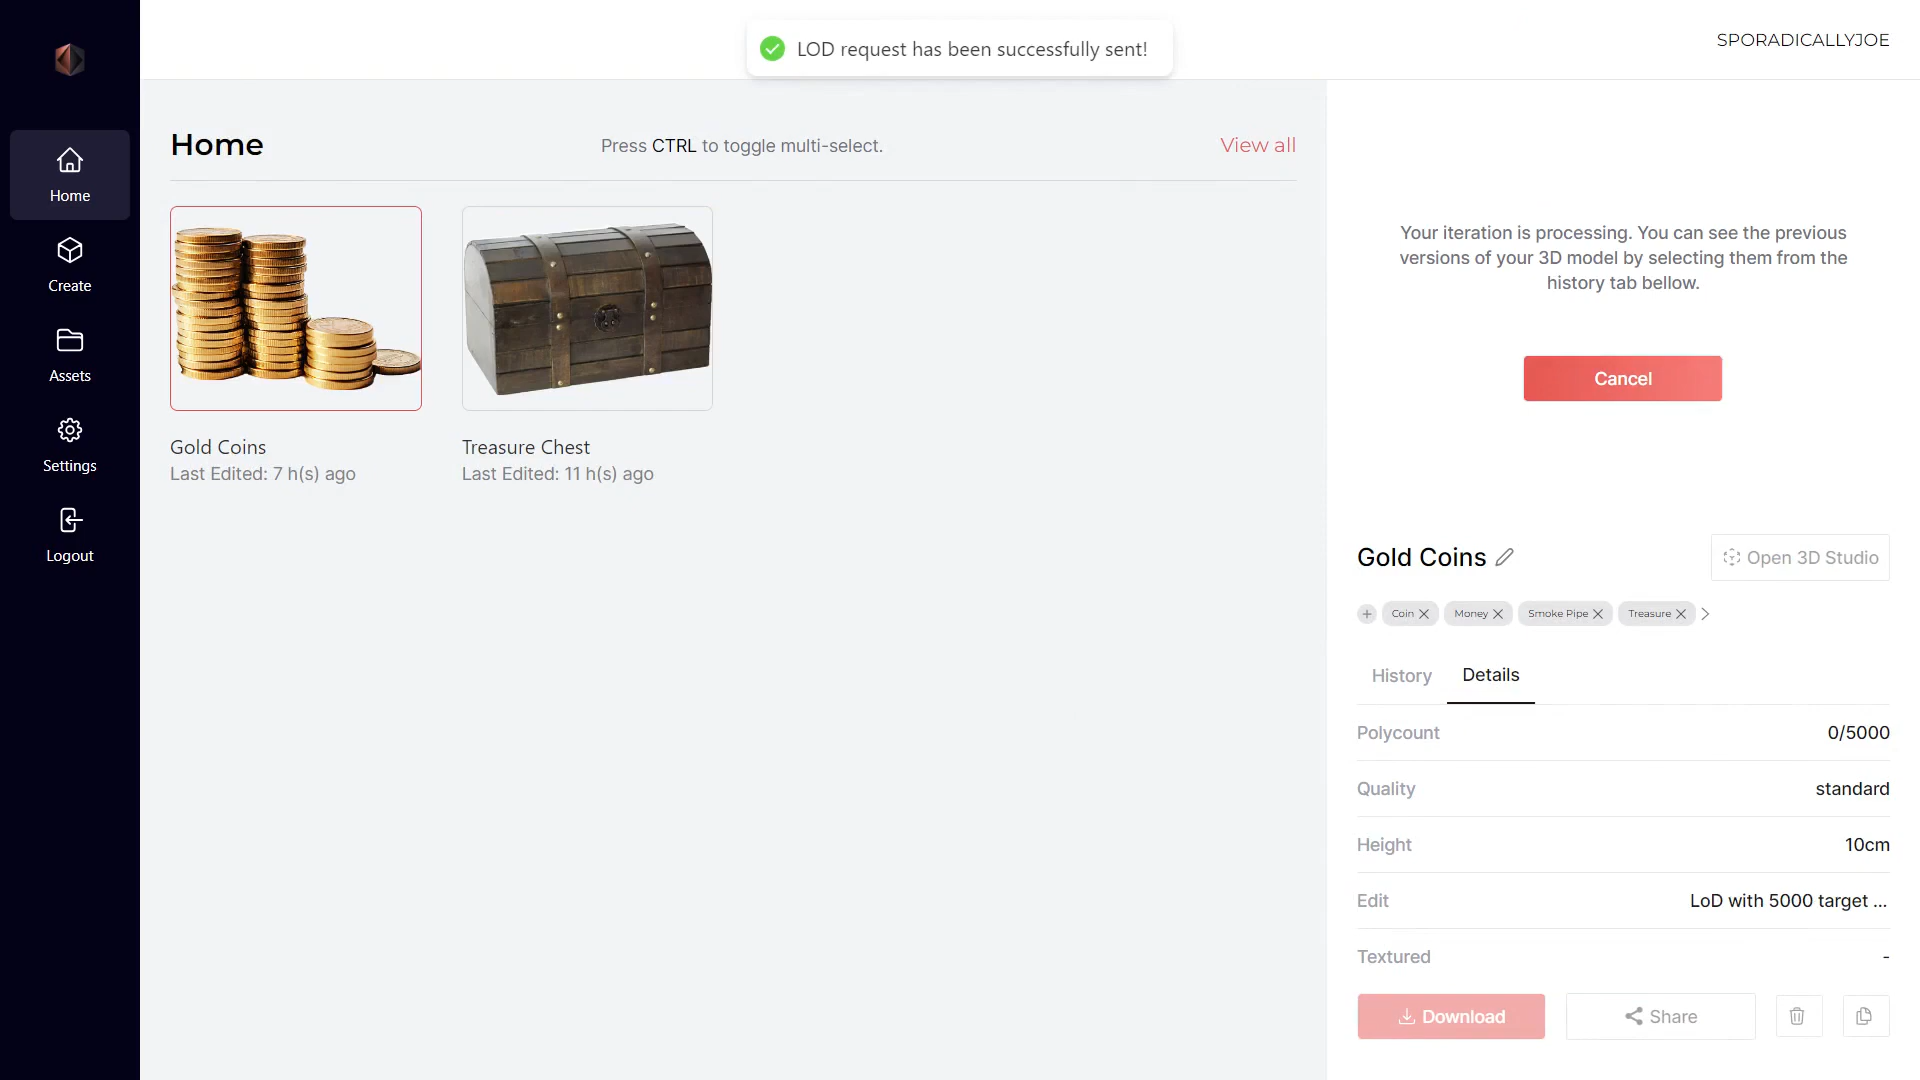 LOD request has been successfully sent!
SPORADICALLYJOE
Home
Create
Assets
Settings
Logout
Home
Press CTRL to toggle multi-select.
View all
Gold Coins
Last Edited: 7 h(s) ago
Treasure Chest
Last Edited: 11 h(s) ago
Your iteration is processing. You can see the previous
versions of your 3D model by selecting them from the
history tab bellow.
Cancel
Gold Coins
Open 3D Studio
Coin
Money
Smoke Pipe
Treasure
History
Details
Polycount
0/5000
Quality
standard
Height
10cm
Edit
LoD with 5000 target ...
Textured
-
Download
Share